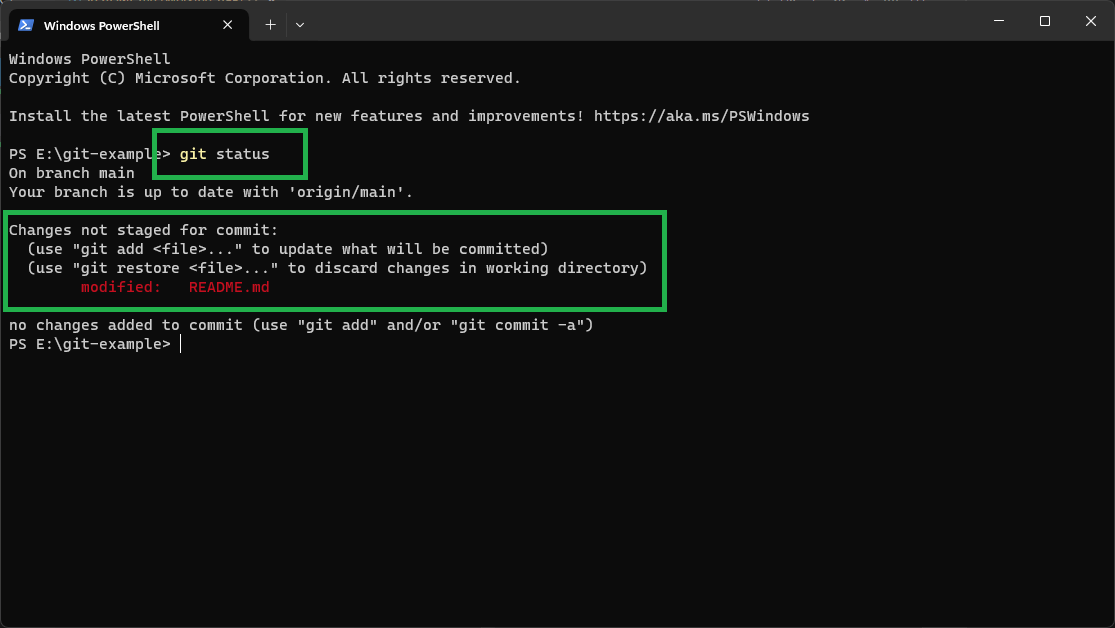 Windows PowerShell
Windows PowerShell
Copyright (C) Microsoft Corporation. All rights reserved.
Install the latest PowerShell for new features and improvements! https://aka.ms/PSWindows
PS E:\git-example> git status
On branch main
Your branch is up to date with 'origin/main'.
Changes not staged for commit:
  (use "git add <file>..." to update what will be committed)
  (use "git restore <file>..." to discard changes in working directory)
        modified:   README.md
no changes added to commit (use "git add" and/or "git commit -a")
PS E:\git-example>